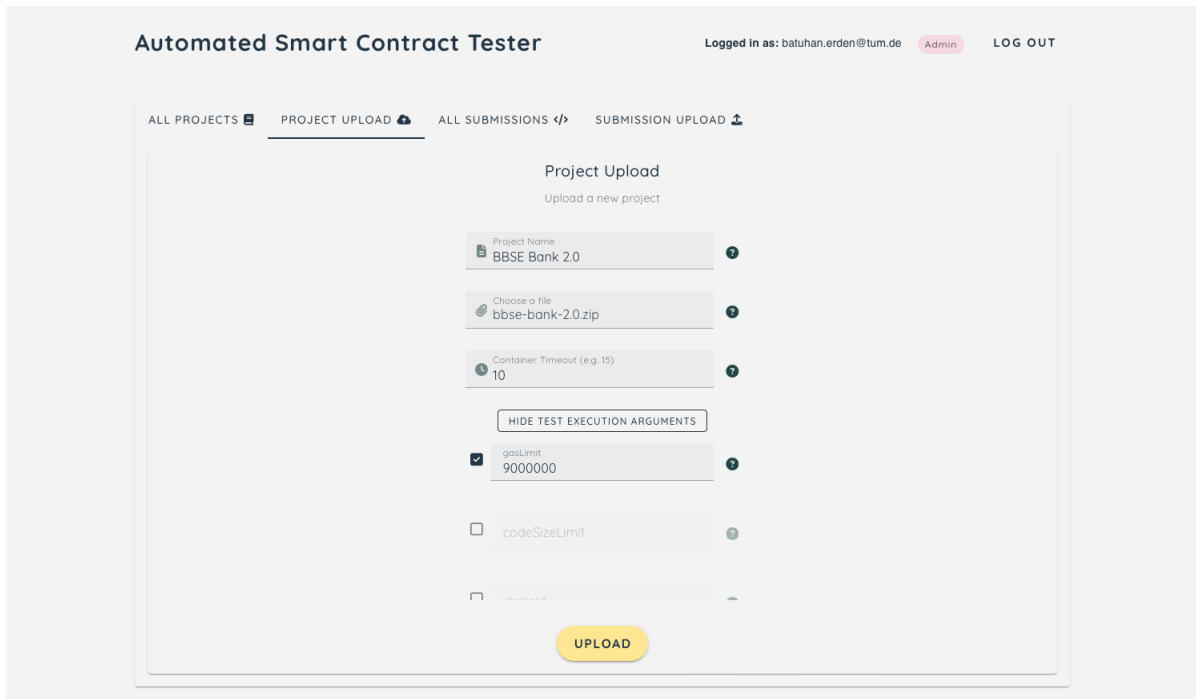 Automated Smart Contract Tester
Logged in as: batuhan.erden@tum.de Admin LOG OUT
ALL PROJECTS PROJECT UPLOAD ALL SUBMISSIONS </> SUBMISSION UPLOAD
Project Upload
Upload a new project
Project Name
BBSE Bank 2.0
Choose a file
bbse-bank-2.0.zip
Container Timeout (e.g. 15)
10
HIDE TEST EXECUTION ARGUMENTS
gasLimit
9000000
codeSizeLimit
UPLOAD